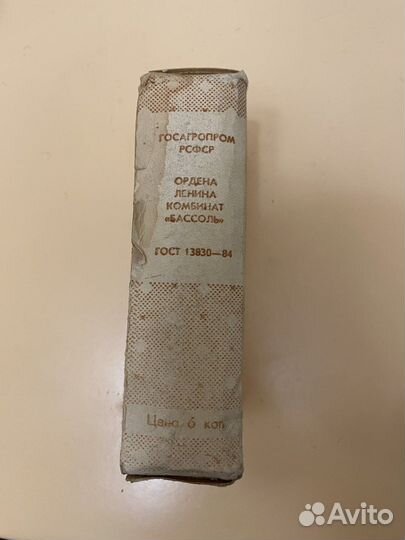 ГОСАГРОПРОМ
РСФСР
ОРДЕНА
ЛЕНИНА
КОМБИНАТ
«БАССОЛЬ»
ГОСТ 13830—84
Цена 6 коп
Avito